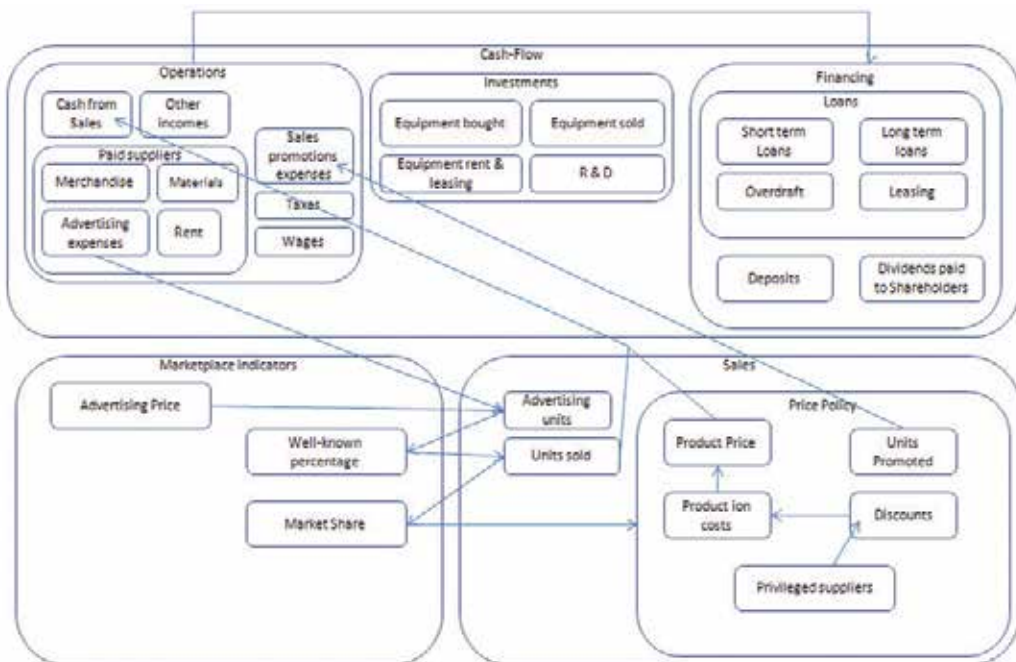 Cash-Flow
Operations
Cash from
Sales
Other
incomes
Sales
promotions
expenses
Paid suppliers
Merchandise
Materials
Advertising
expenses
Rent
Taxes
Wages
Investments
Equipment bought
Equipment sold
Equipment rent &
leasing
R & D
Financing
Loans
Short term
Loans
Long term
loans
Overdraft
Leasing
Deposits
Dividends paid
to Shareholders
Marketplace Indicators
Advertising Price
Well-known
percentage
Market Share
Sales
Advertising
units
Units sold
Price Policy
Product Price
Units
Promoted
Product ion
costs
Discounts
Privileged suppliers